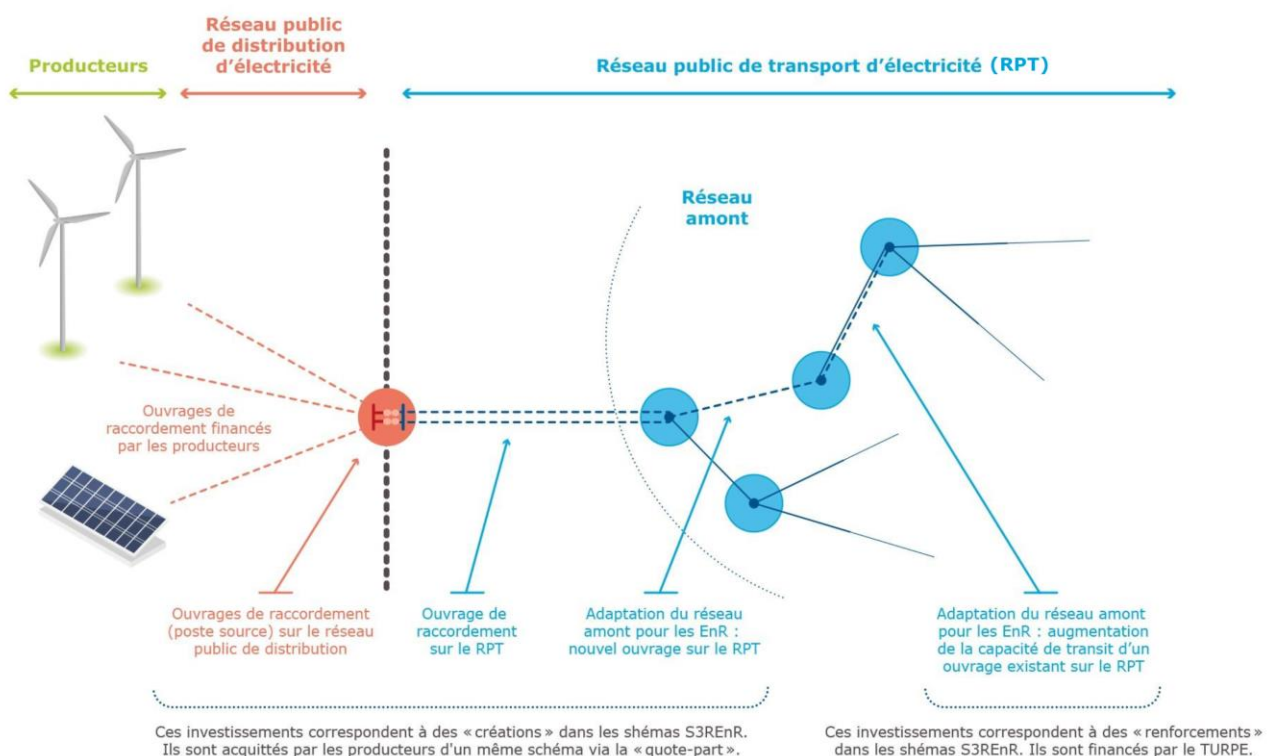 Producteurs
Réseau public
de distribution
d'électricité
Réseau public de transport d'électricité (RPT)
Réseau
amont
Ouvrages de
raccordement financés
par les producteurs
Ouvrages de raccordement
(poste source) sur le réseau
public de distribution
Ouvrage de
raccordement
sur le RPT
Adaptation du réseau
amont pour les EnR :
nouvel ouvrage sur le RPT
Adaptation du réseau amont
pour les EnR : augmentation
de la capacité de transit d'un
ouvrage existant sur le RPT
Ces investissements correspondent à des « créations » dans les shémas S3REnR.
Ils sont acquittés par les producteurs d'un même schéma via la « quote-part ».
Ces investissements correspondent à des « renforcements »
dans les shémas S3REnR. Ils sont financés par le TURPE.